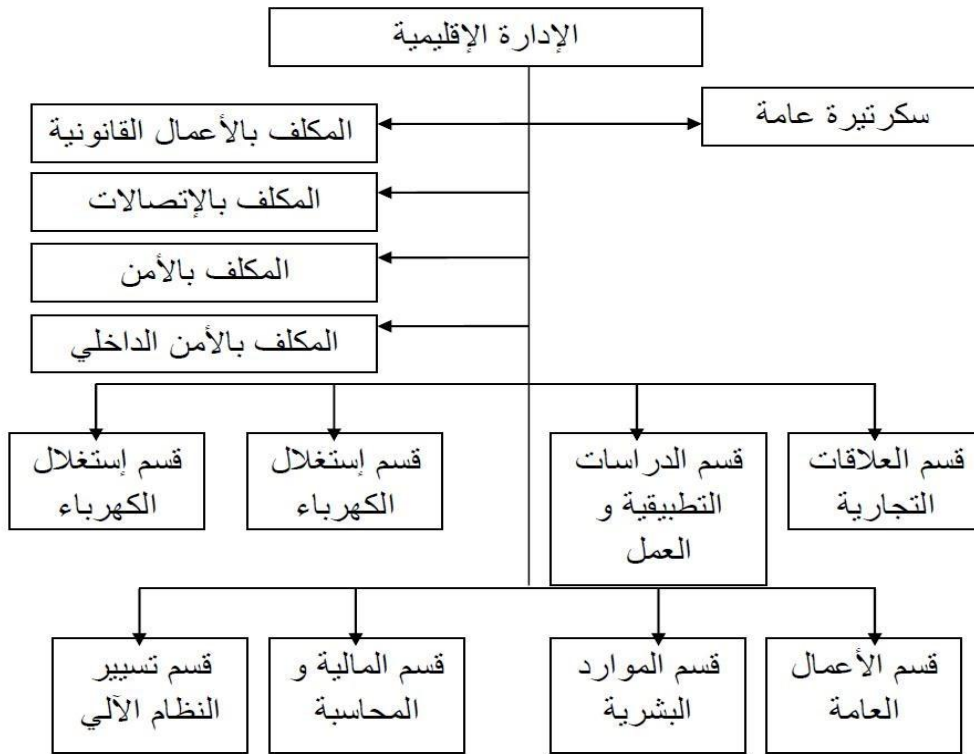 الإدارة الإقليمية
سكرتيرة عامة
المكلف بالأعمال القانونية
المكلف بالإتصالات
المكلف بالأمن
المكلف بالأمن الداخلي
قسم العلاقات
التجارية
قسم الدراسات
التطبيقية و
العمل
قسم إستغلال
الكهرباء
قسم إستغلال
الكهرباء
قسم الأعمال
العامة
قسم الموارد
البشرية
قسم المالية و
المحاسبة
قسم تسيير
النظام الآلي